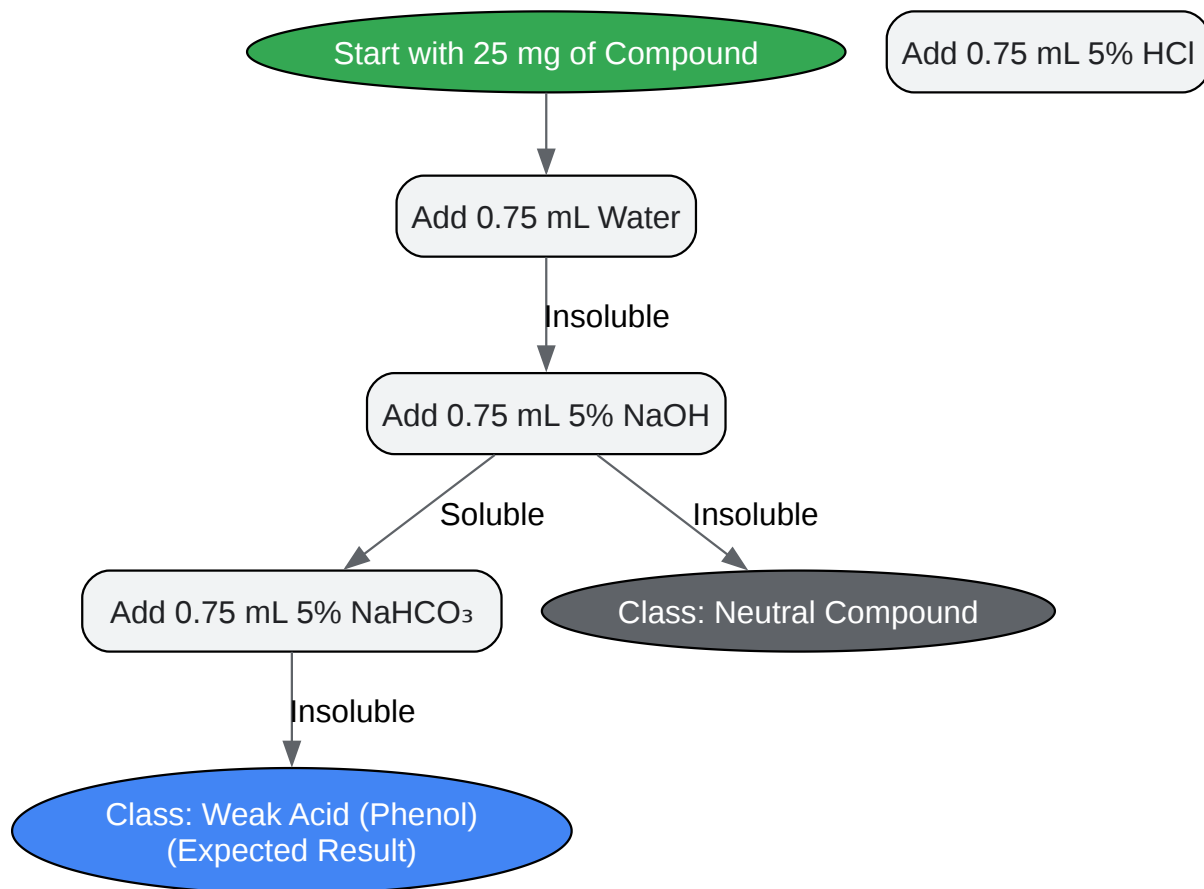 Start with 25 mg of Compound
Add 0.75 mL 5% HCl
Add 0.75 mL Water
Insoluble
Add 0.75 mL 5% NaOH
Soluble
Insoluble
Add 0.75 mL 5% NaHCO₃
Class: Neutral Compound
Insoluble
Class: Weak Acid (Phenol)
(Expected Result)